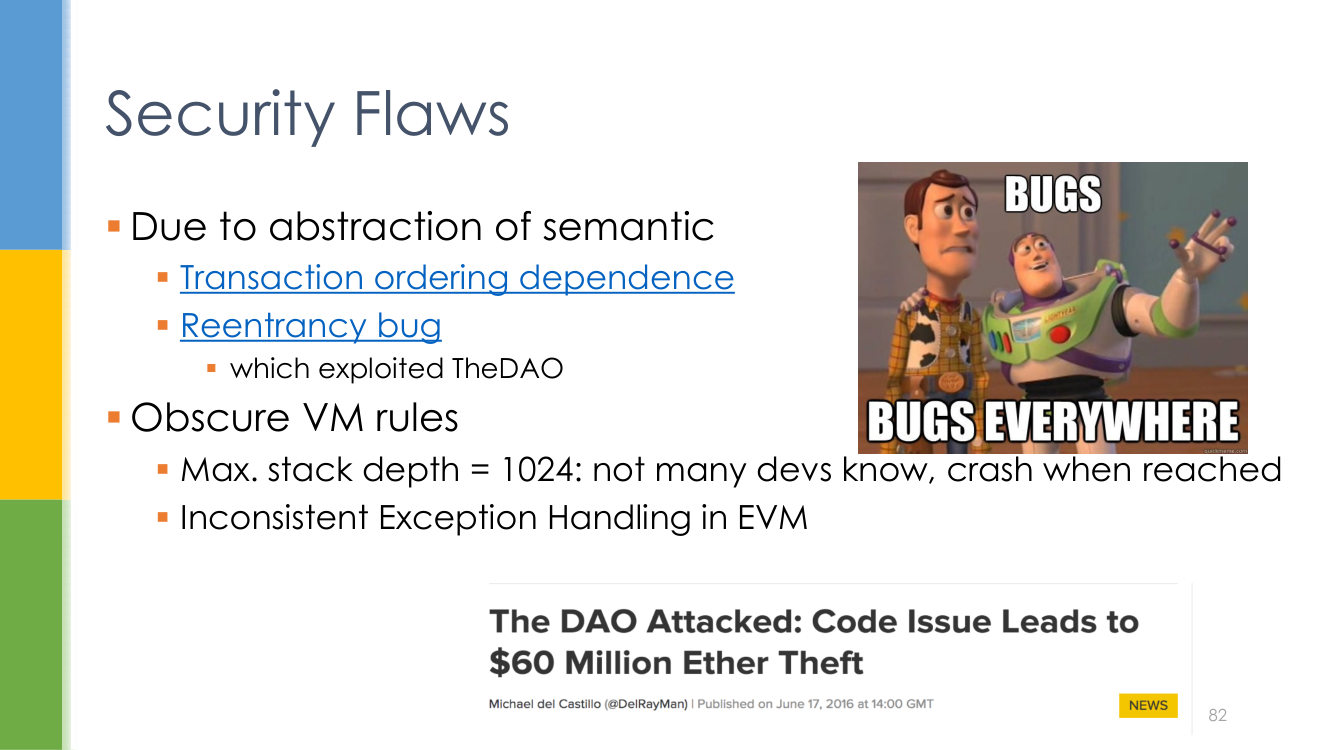 Security Flaws
Due to abstraction of semantic
Transaction ordering dependence
Reentrancy bug
which exploited TheDAO
Obscure VM rules
Max. stack depth = 1024: not many devs know, crash when reached
Inconsistent Exception Handling in EVM
BUGS
LIGHTYEAR
BUGS EVERYWHERE
quickmeme.com
The DAO Attacked: Code Issue Leads to
$60 Million Ether Theft
Michael del Castillo (@DelRayMan) | Published on June 17, 2016 at 14:00 GMT
NEWS
82